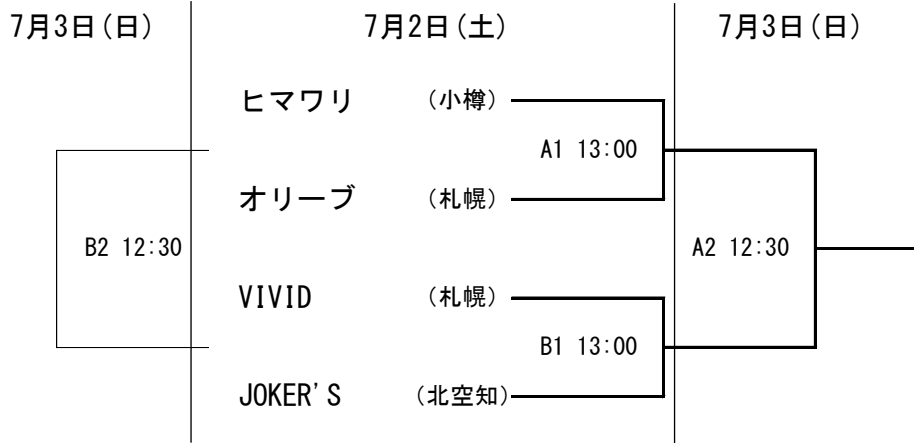 7月3日(日) 7月2日(土) 7月3日(日)
ヒマワリ (小樽)
A1 13:00
オリーブ (札幌)
B2 12:30 A2 12:30
VIVID (札幌)
B1 13:00
JOKER'S (北空知)